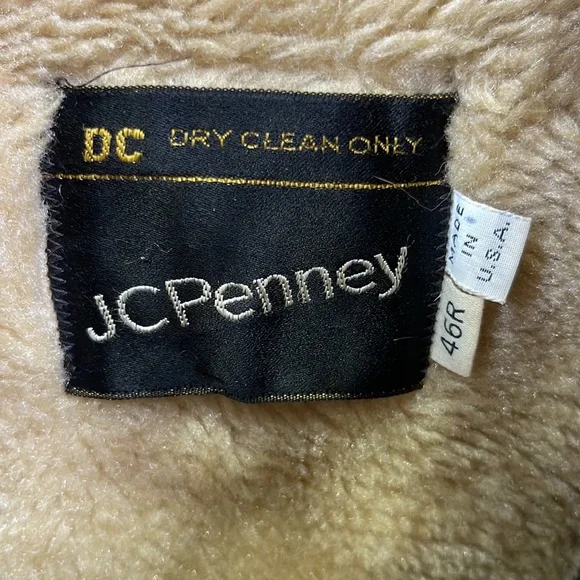 DC DRY CLEAN ONLY
JCPenney
MADE
IN
U.S.A.
46R